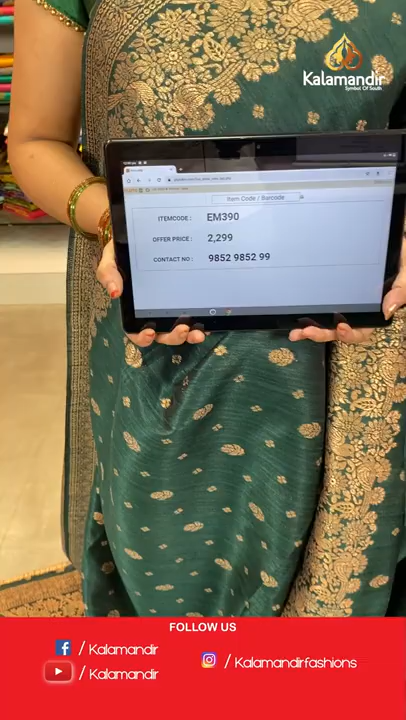 Kalamandir
Symbol Of South
Item Code / Barcode
ITEMCODE : EM390
OFFER PRICE : 2,299
CONTACT NO : 9852 9852 99
FOLLOW US
/ Kalamandir
/ Kalamandirfashions
/ Kalamandir